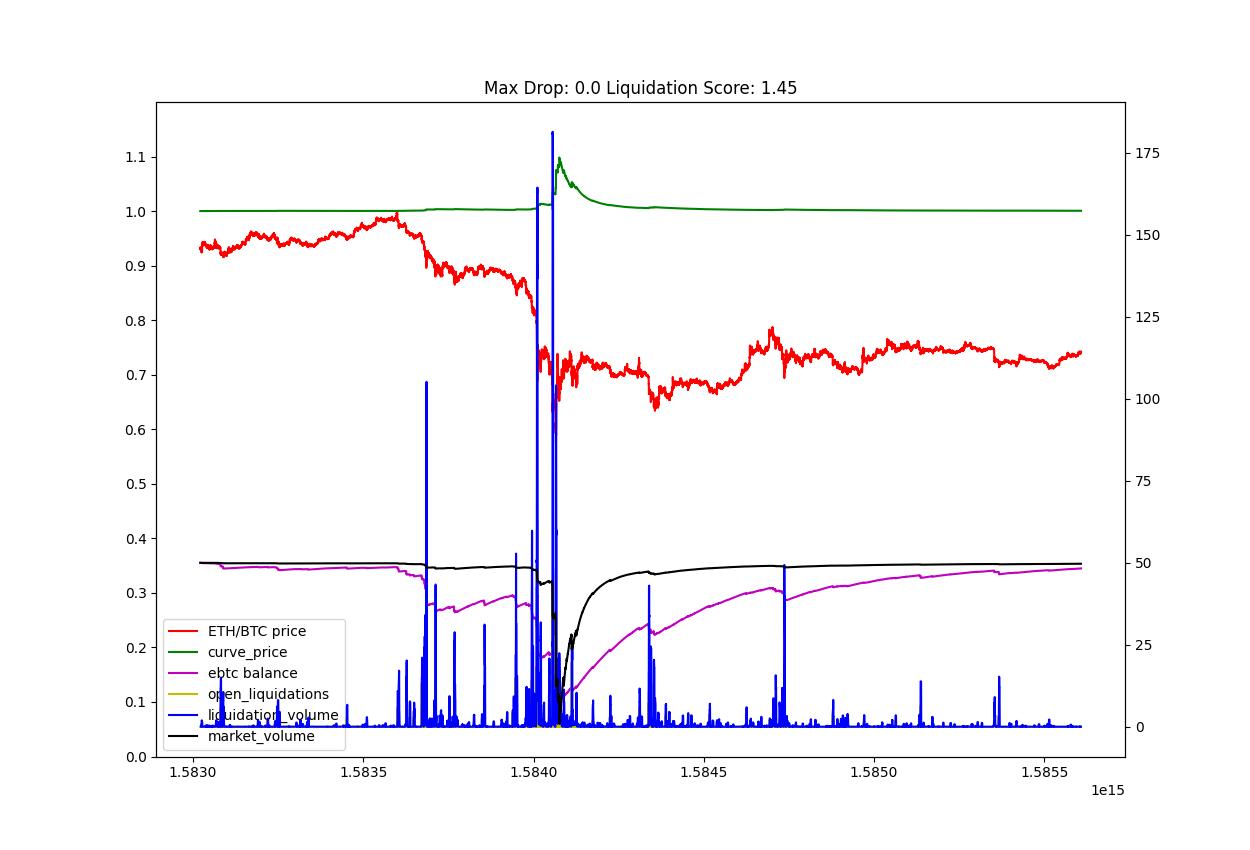 Max Drop: 0.0 Liquidation Score: 1.45
1.1
1.0
0.9
0.8
0.7
0.6
0.5
0.4
0.3
0.2
0.1
0.0
175
150
125
100
75
50
25
0
ETH/BTC price
curve_price
ebtc balance
open_liquidations
liquidation_volume
market_volume
1.5830 1.5835 1.5840 1.5845 1.5850 1.5855
1e15